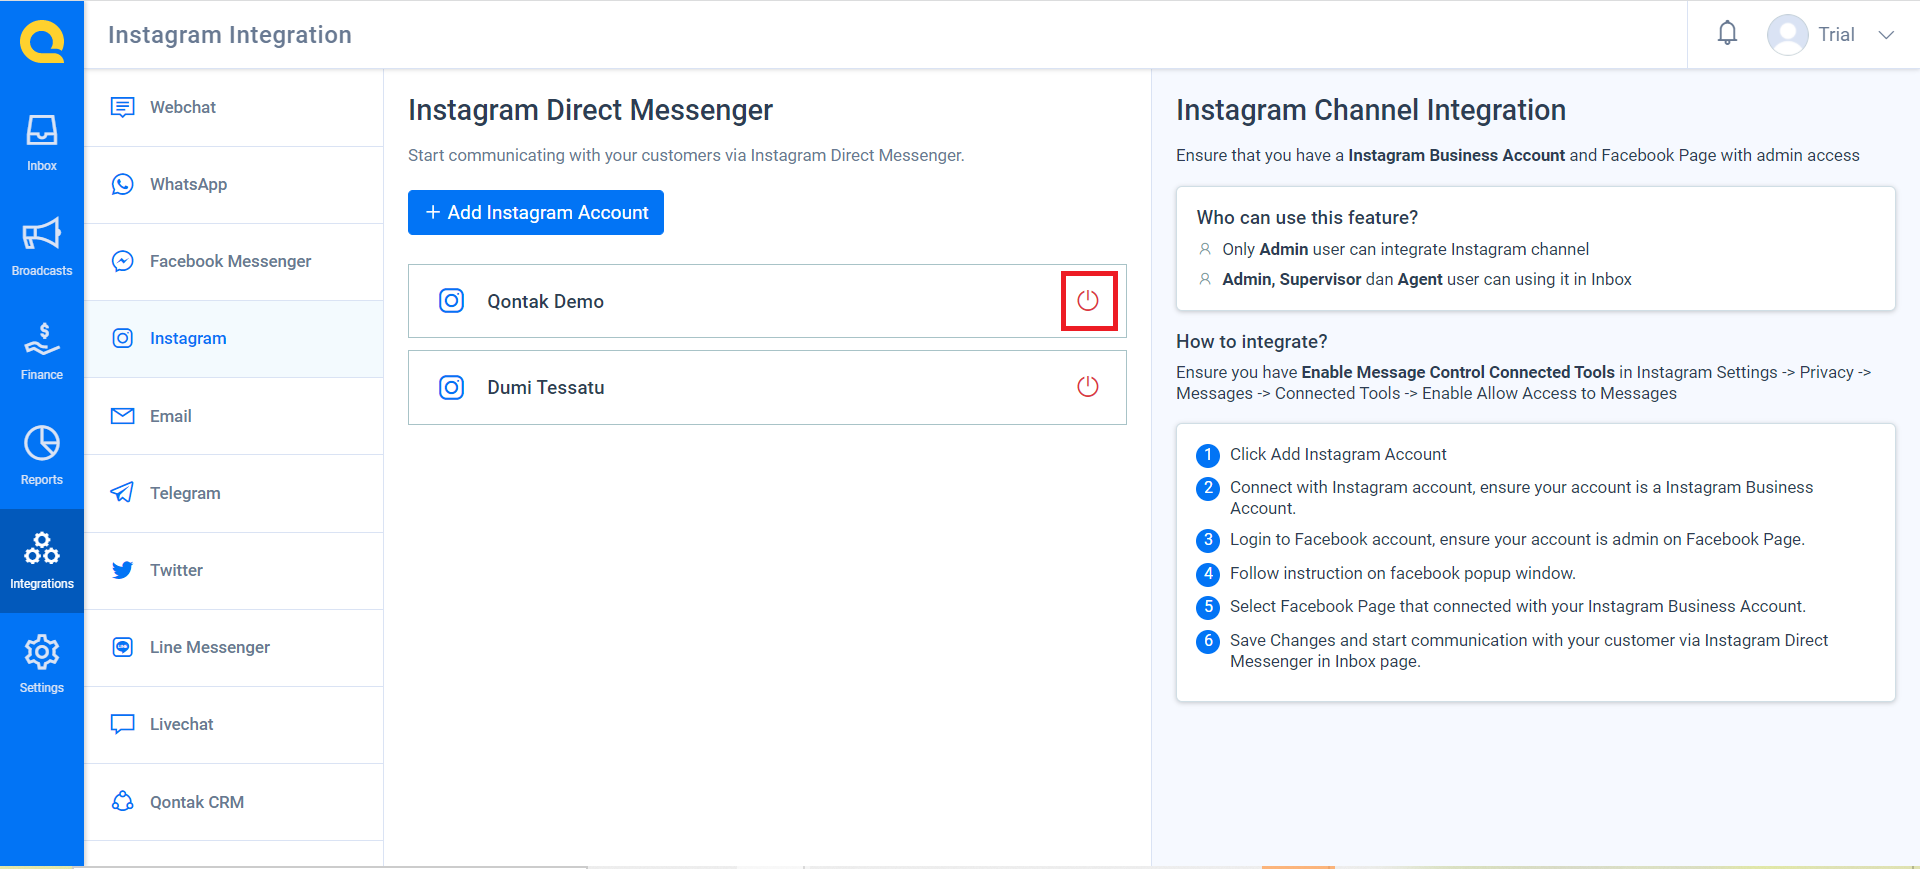 Instagram Integration
Trial
Inbox
Broadcasts
Finance
Reports
Integrations
Settings
Webchat
WhatsApp
Facebook Messenger
Instagram
Email
Telegram
Twitter
Line Messenger
Livechat
Qontak CRM
Instagram Direct Messenger
Start communicating with your customers via Instagram Direct Messenger.
+ Add Instagram Account
Qontak Demo
Dumi Tessatu
Instagram Channel Integration
Ensure that you have a Instagram Business Account and Facebook Page with admin access
Who can use this feature?
Only Admin user can integrate Instagram channel
Admin, Supervisor dan Agent user can using it in Inbox
How to integrate?
Ensure you have Enable Message Control Connected Tools in Instagram Settings -> Privacy ->
Messages -> Connected Tools -> Enable Allow Access to Messages
1 Click Add Instagram Account
2 Connect with Instagram account, ensure your account is a Instagram Business
Account.
3 Login to Facebook account, ensure your account is admin on Facebook Page.
4 Follow instruction on facebook popup window.
5 Select Facebook Page that connected with your Instagram Business Account.
6 Save Changes and start communication with your customer via Instagram Direct
Messenger in Inbox page.